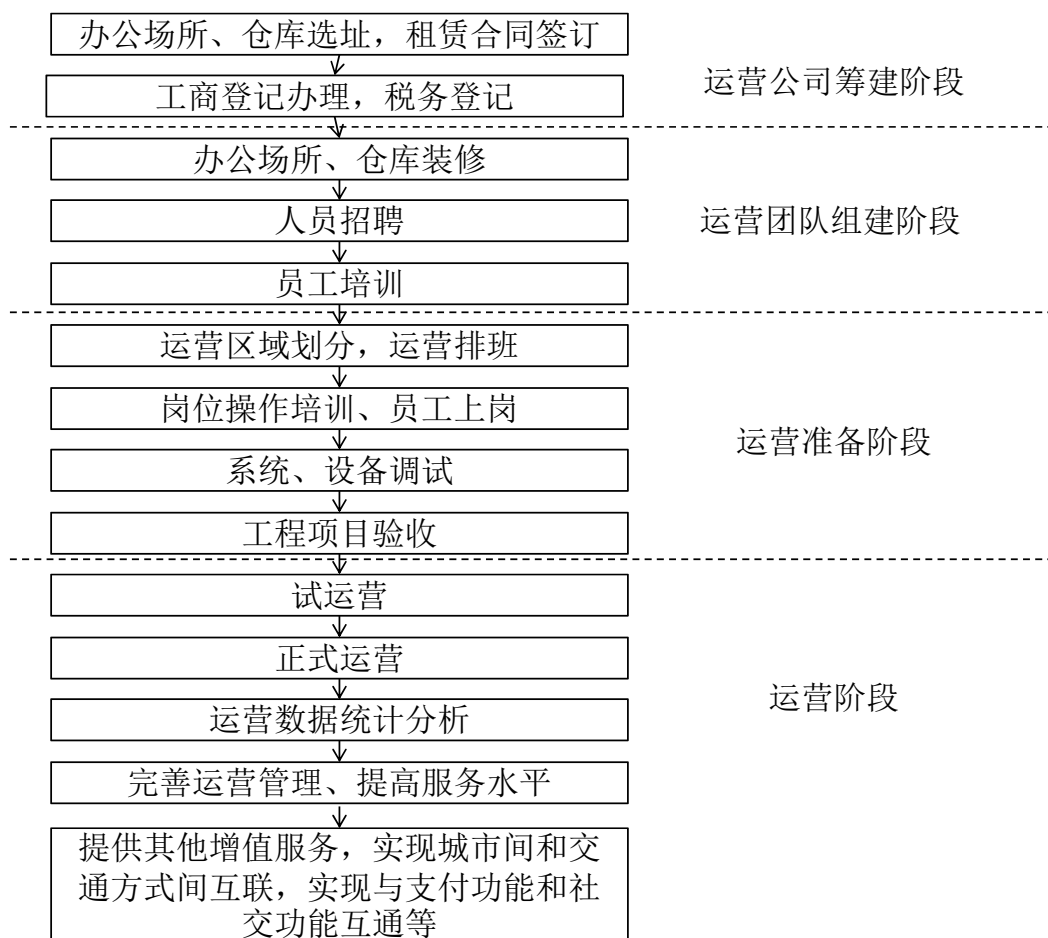 办公场所、仓库选址，租赁合同签订
工商登记办理，税务登记
运营公司筹建阶段
办公场所、仓库装修
人员招聘
员工培训
运营团队组建阶段
运营区域划分，运营排班
岗位操作培训、员工上岗
系统、设备调试
工程项目验收
运营准备阶段
试运营
正式运营
运营数据统计分析
完善运营管理、提高服务水平
提供其他增值服务，实现城市间和交
通方式间互联，实现与支付功能和社
交功能互通等
运营阶段